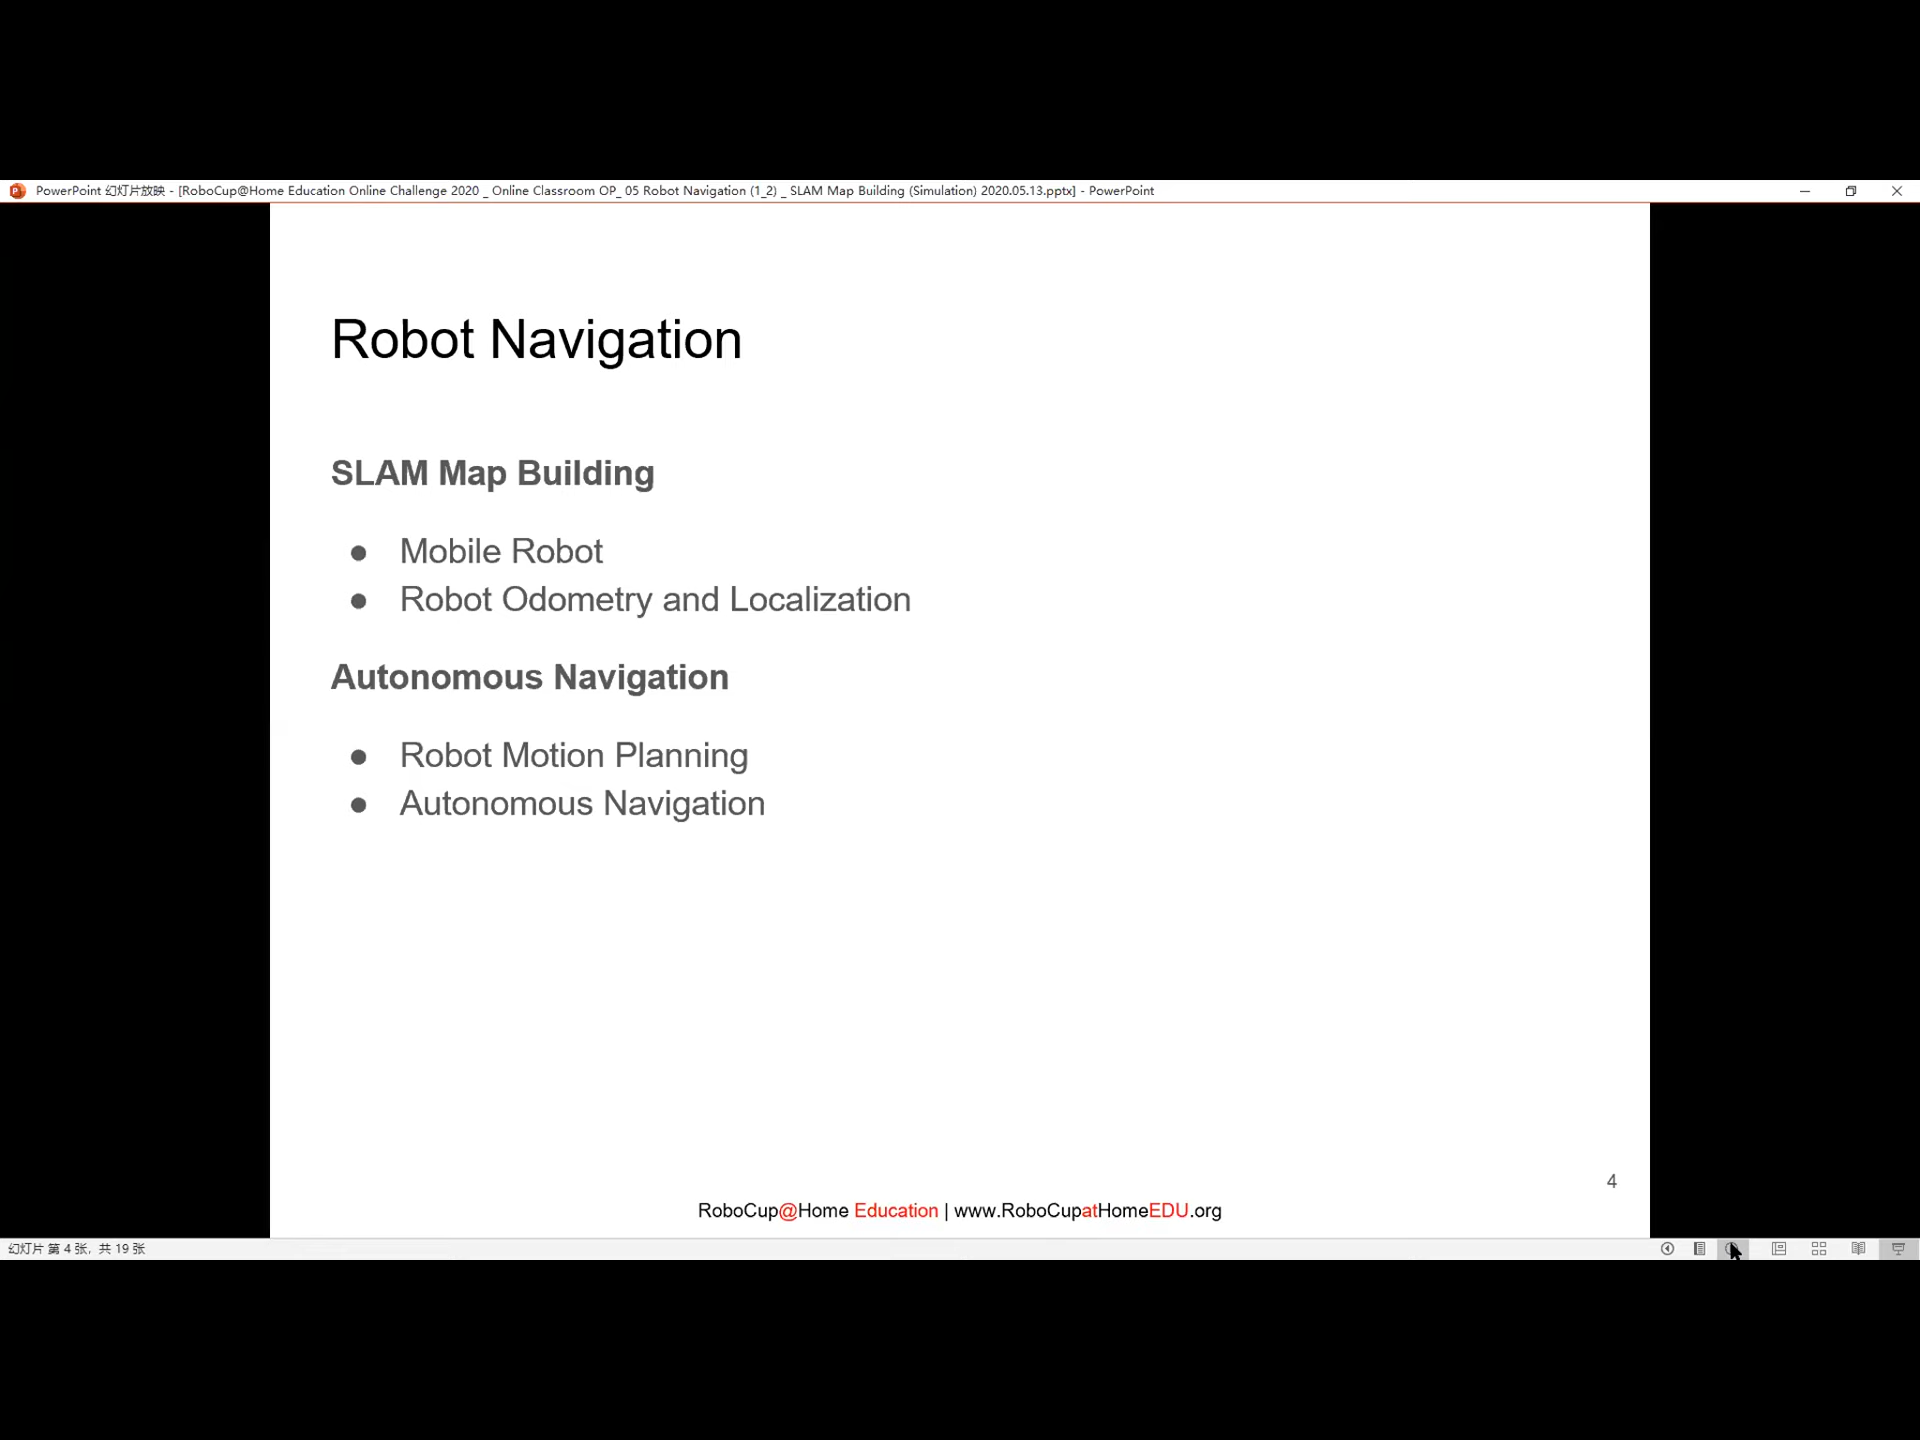 PowerPoint 幻灯片放映 - [RoboCup@Home Education Online Challenge 2020 _ Online Classroom OP_ 05 Robot Navigation (1_2) _ SLAM Map Building (Simulation) 2020.05.13.pptx] - PowerPoint
Robot Navigation
SLAM Map Building
● Mobile Robot
● Robot Odometry and Localization
Autonomous Navigation
● Robot Motion Planning
● Autonomous Navigation
4
RoboCup@Home Education | www.RoboCupatHomeEDU.org
幻灯片 第 4 张，共 19 张